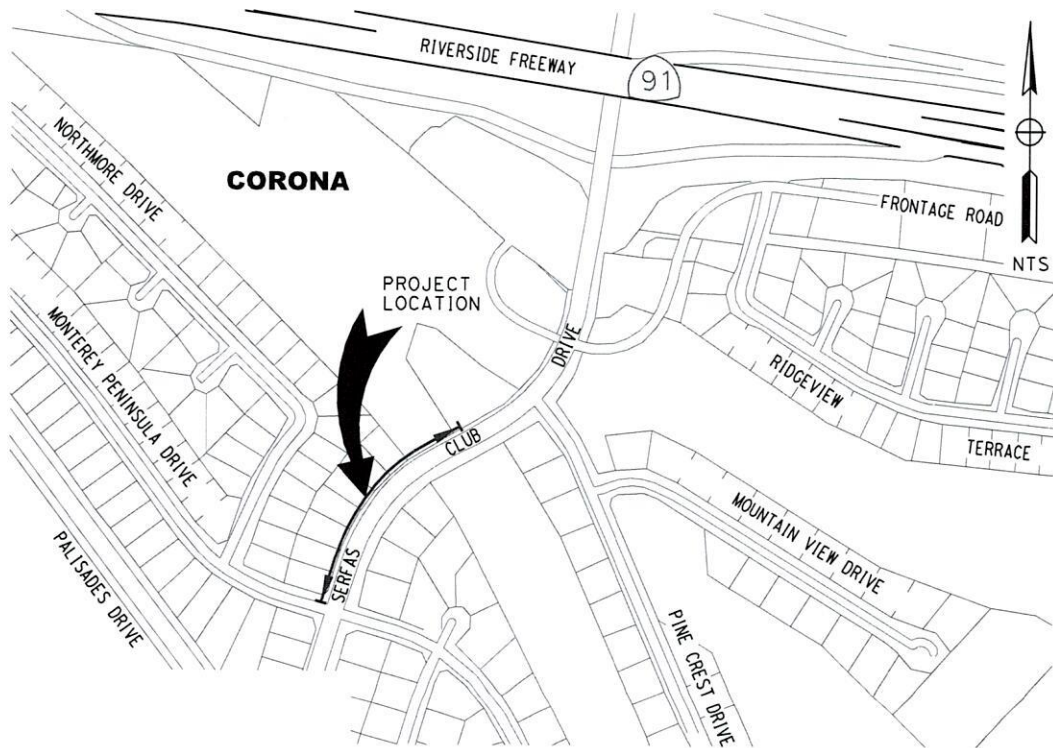 RIVERSIDE FREEWAY
91
NORTHMORE DRIVE
CORONA
FRONTAGE ROAD
NTS
PROJECT
LOCATION
DRIVE
MONTEREY PENINSULA DRIVE
RIDGEVIEW
TERRACE
CLUB
MOUNTAIN VIEW DRIVE
PALISADES DRIVE
SERFAS
PINE CREST DRIVE